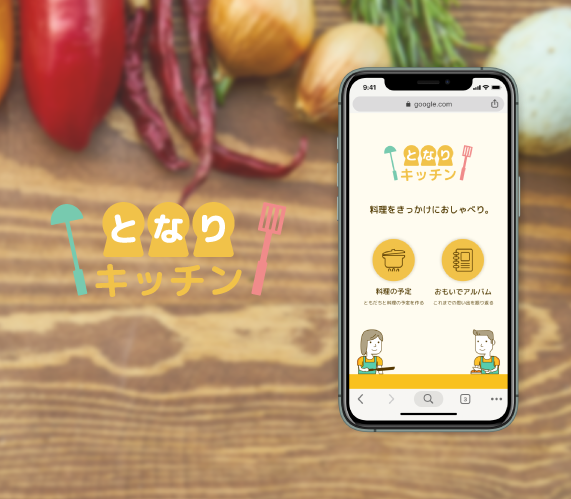 となり
キッチン
9:41
google.com
となり
キッチン
料理をきっかけにおしゃべり。
料理の予定
おもいでアルバム
ともだちと料理の予定を作る
これまでの思い出を振り返る
3